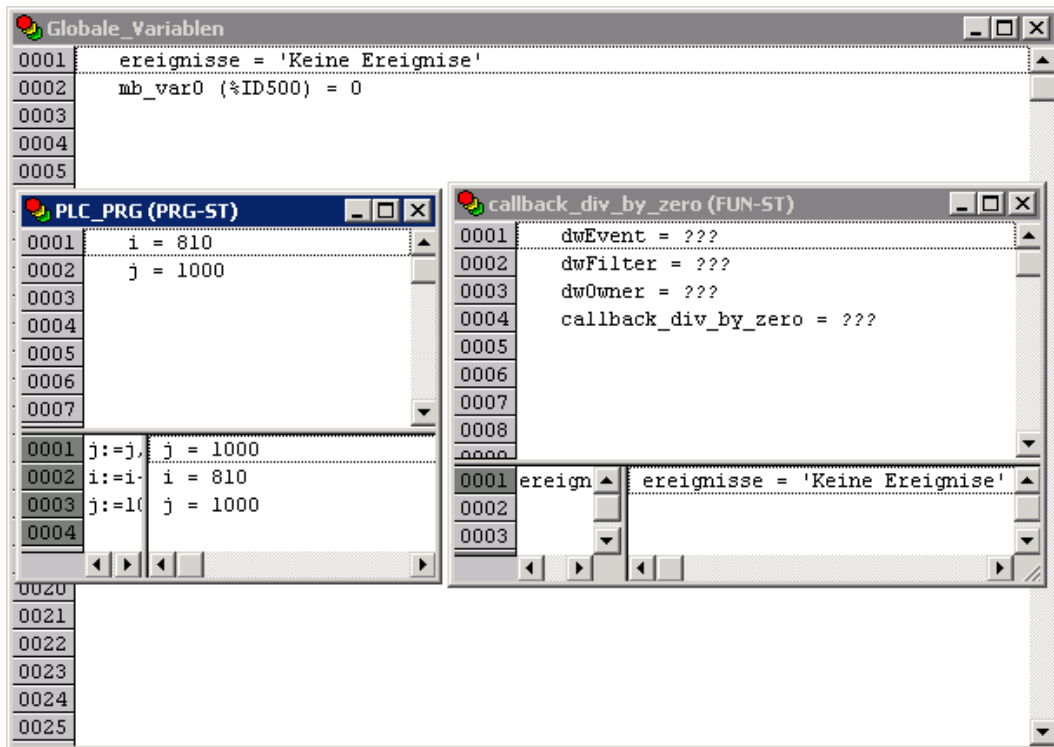 Globale_Variablen
0001 ereignisse = 'Keine Ereignise'
0002 mb_var0 (%ID500) = 0
0003
0004
0005
PLC_PRG (PRG-ST)
0001 i = 810
0002 j = 1000
0003
0004
0005
0006
0007
0001 j:=j, j = 1000
0002 i:=i- i = 810
0003 j:=10 j = 1000
0004
callback_div_by_zero (FUN-ST)
0001 dwEvent = ???
0002 dwFilter = ???
0003 dwOwner = ???
0004 callback_div_by_zero = ???
0005
0006
0007
0008
0001 ereign ereignisse = 'Keine Ereignise'
0002
0003
0020
0021
0022
0023
0024
0025